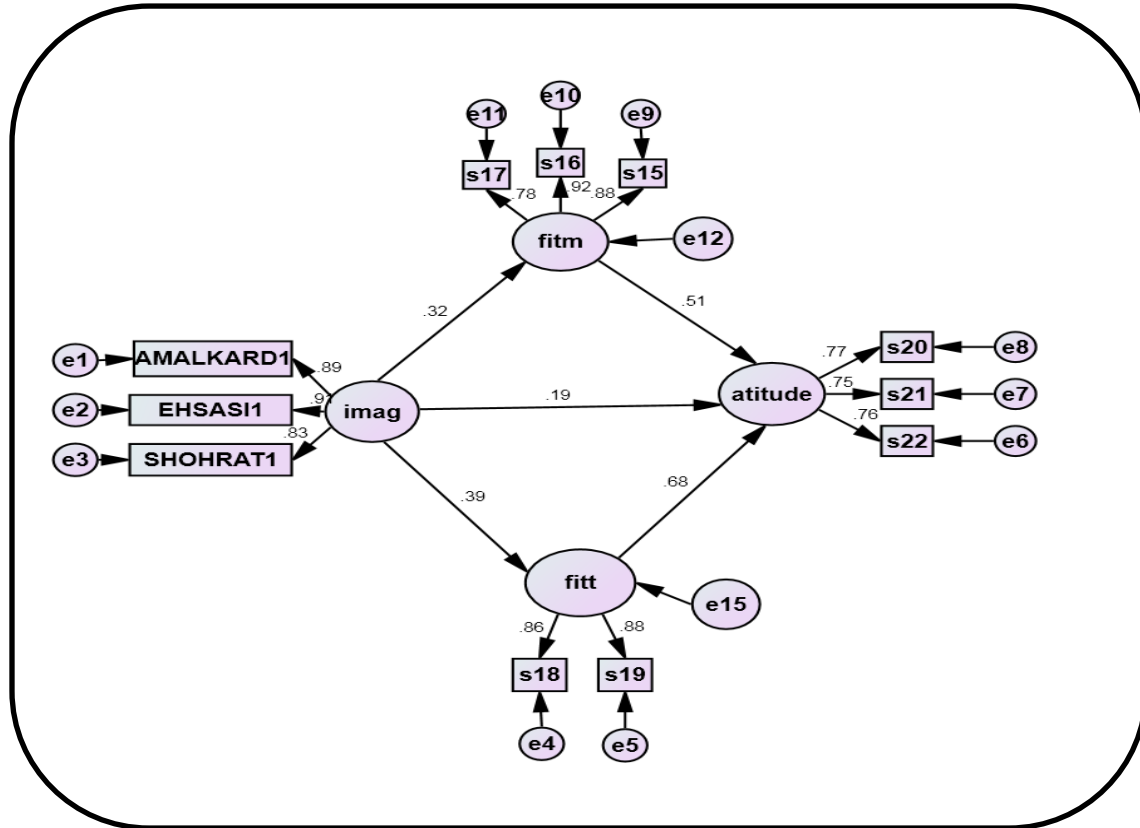 e11
e10
e9
s17
s16
s15
.78
.92
.88
fitm
e12
.32
.51
e1
AMALKARD1
.89
e2
EHSASI1
imag
e3
SHOHRAT1
.83
.19
atitude
.77
s20
e8
.75
s21
e7
.76
s22
e6
.39
.68
fitt
e15
.86
.88
s18
s19
e4
e5